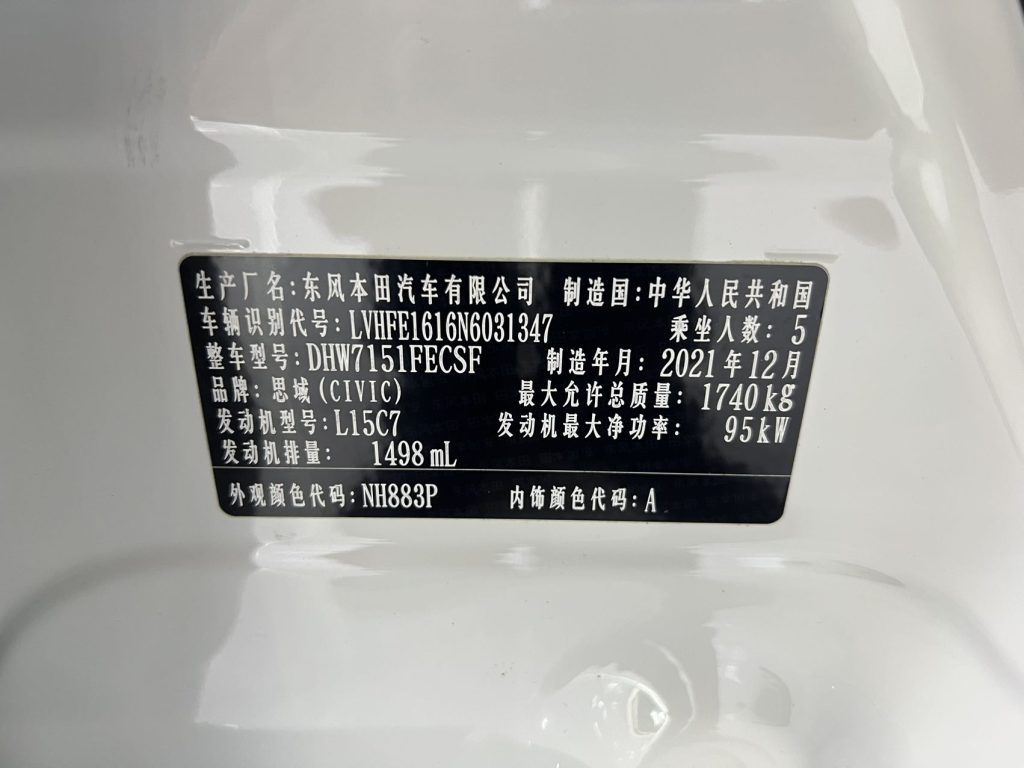 生产厂名:东风本田汽车有限公司 制造国:中华人民共和国
车辆识别代号:LVHFE1616N6031347 乘坐人数:5
整车型号:DHW7151FECSF 制造年月:2021年12月
品牌:思域(CIVIC) 最大允许总质量:1740kg
发动机型号:L15C7 发动机最大净功率:95kW
发动机排量:1498mL
外观颜色代码:NH883P 内饰颜色代码:A